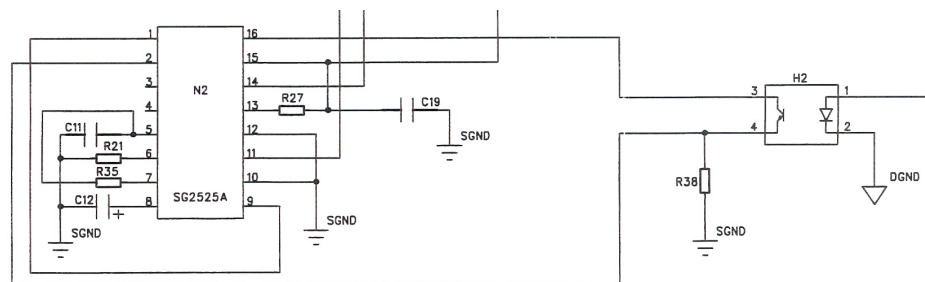 1 16
2 15
3 N2 14
4 13 R27 C19
C11 5 12 SGND
R21 6 11
R35 7 10
C12 + 8 SG2525A 9
SGND SGND
H2
3 1
4 2
R38 DGND
SGND